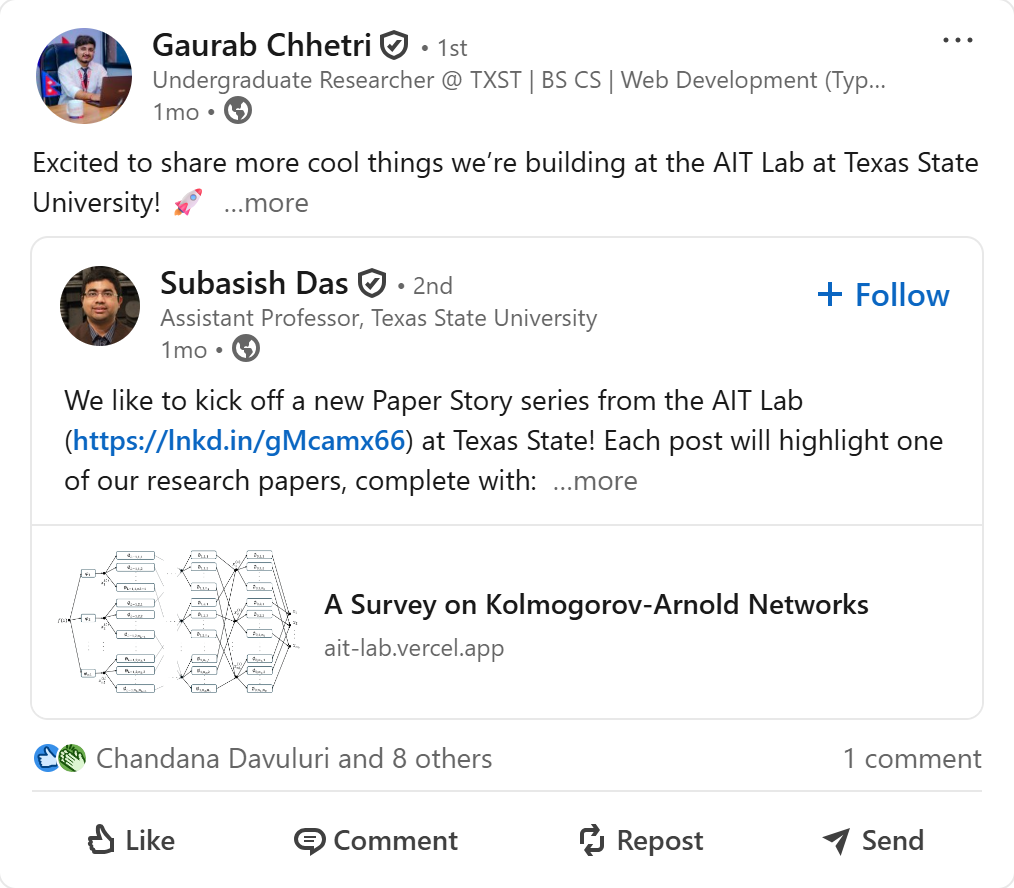 Gaurab Chhetri • 1st
Undergraduate Researcher @ TXST | BS CS | Web Development (Typ...
1mo •
Excited to share more cool things we’re building at the AIT Lab at Texas State
University! 🚀 ...more
Subasish Das • 2nd
+ Follow
Assistant Professor, Texas State University
1mo •
We like to kick off a new Paper Story series from the AIT Lab
(https://lnkd.in/gMcamx66) at Texas State! Each post will highlight one
of our research papers, complete with: ...more
A Survey on Kolmogorov-Arnold Networks
ait-lab.vercel.app
Chandana Davuluri and 8 others
1 comment
Like
Comment
Repost
Send